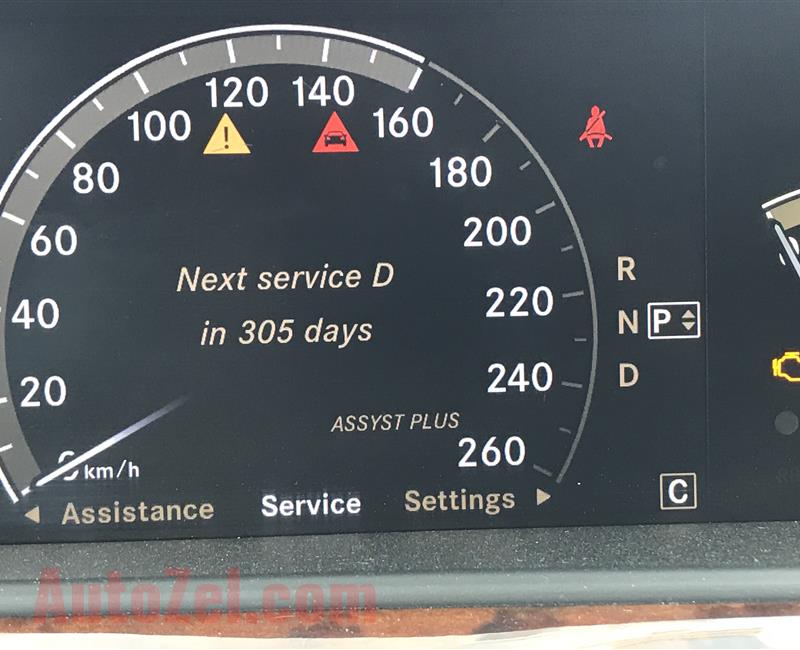 120 140
100 160
80 180
60 200
Next service D
R
40 in 305 days 220
N P
20 240 D
ASSYST PLUS
260
km/h
Assistance Service Settings
C
AutoZel.com